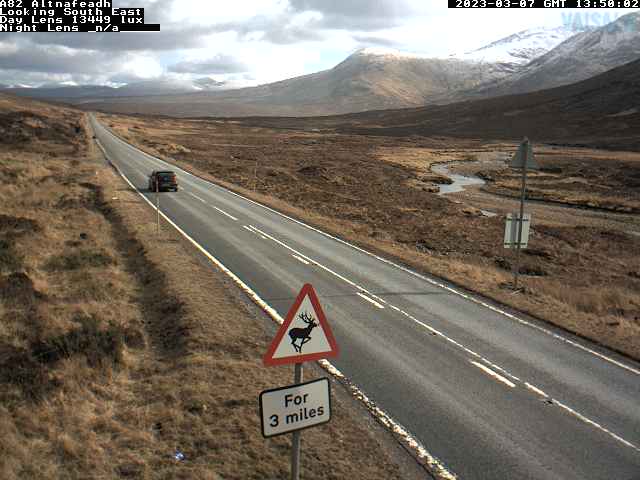 A82 Altnafeadh
Looking South East
Day Lens 13449 lux
Night Lens _n/a
2023-03-07 GMT 13:50:02
VAISALA
For
3 miles